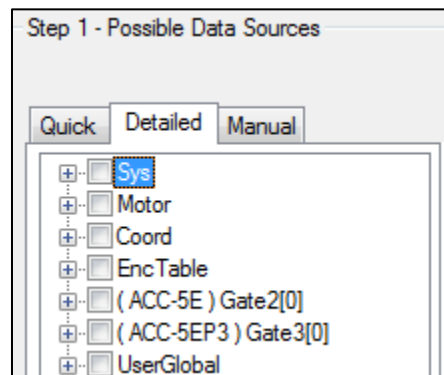 Step 1 - Possible Data Sources
Quick Detailed Manual
Sys
Motor
Coord
EncTable
( ACC-5E ) Gate2[0]
( ACC-5EP3 ) Gate3[0]
UserGlobal